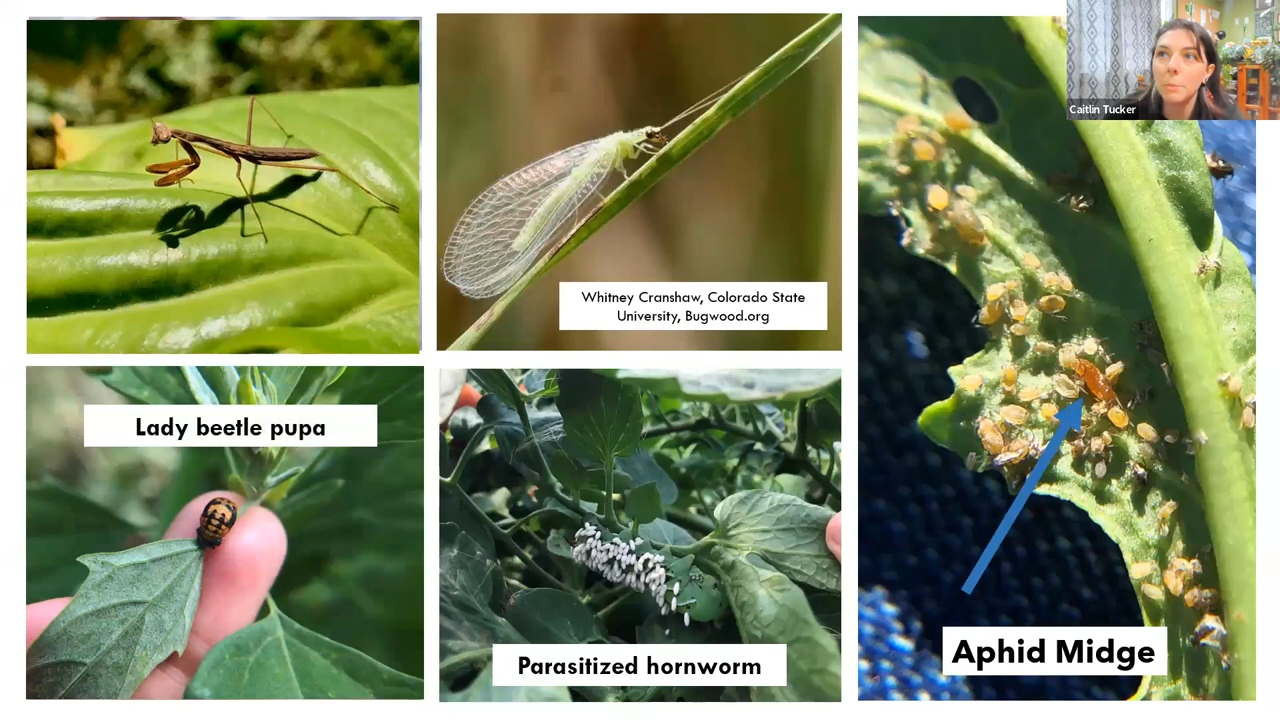 Caitlin Tucker
Whitney Cranshaw, Colorado State
University, Bugwood.org
Lady beetle pupa
Parasitized hornworm
Aphid Midge